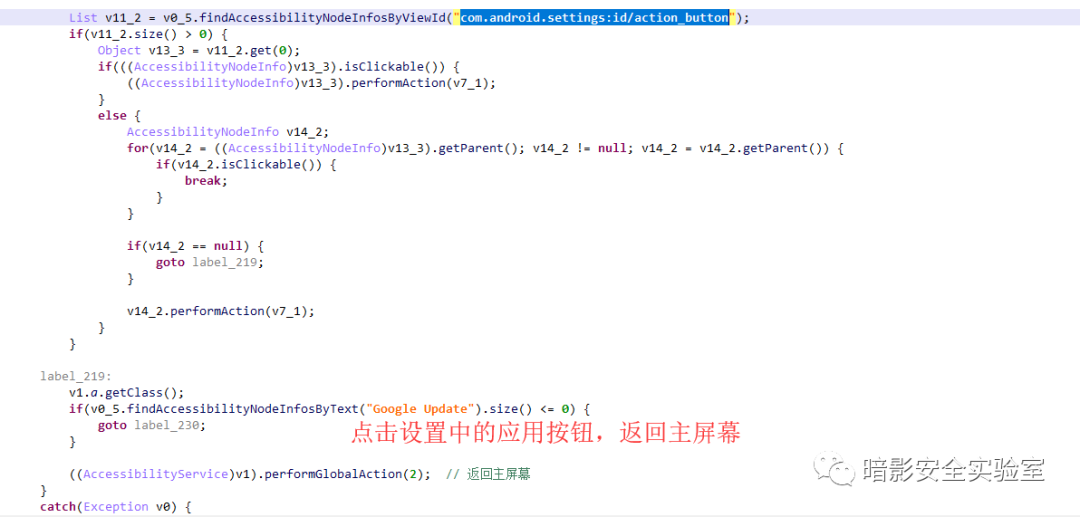 List v11_2 = v0_5.findAccessibilityNodeInfosByViewId("com.android.settings:id/action_button");
if(v11_2.size() > 0) {
Object v13_3 = v11_2.get(0);
if(((AccessibilityNodeInfo)v13_3).isClickable()) {
((AccessibilityNodeInfo)v13_3).performAction(v7_1);
}
else {
AccessibilityNodeInfo v14_2;
for(v14_2 = ((AccessibilityNodeInfo)v13_3).getParent(); v14_2 != null; v14_2 = v14_2.getParent()) {
if(v14_2.isClickable()) {
break;
}
}
if(v14_2 == null) {
goto label_219;
}
v14_2.performAction(v7_1);
}
}
label_219:
v1.a.getClass();
if(v0_5.findAccessibilityNodeInfosByText("Google Update").size() <= 0) {
goto label_230;
点击设置中的应用按钮，返回主屏幕
}
((AccessibilityService)v1).performGlobalAction(2);  // 返回主屏幕
暗影安全实验室
}
catch(Exception v0) {